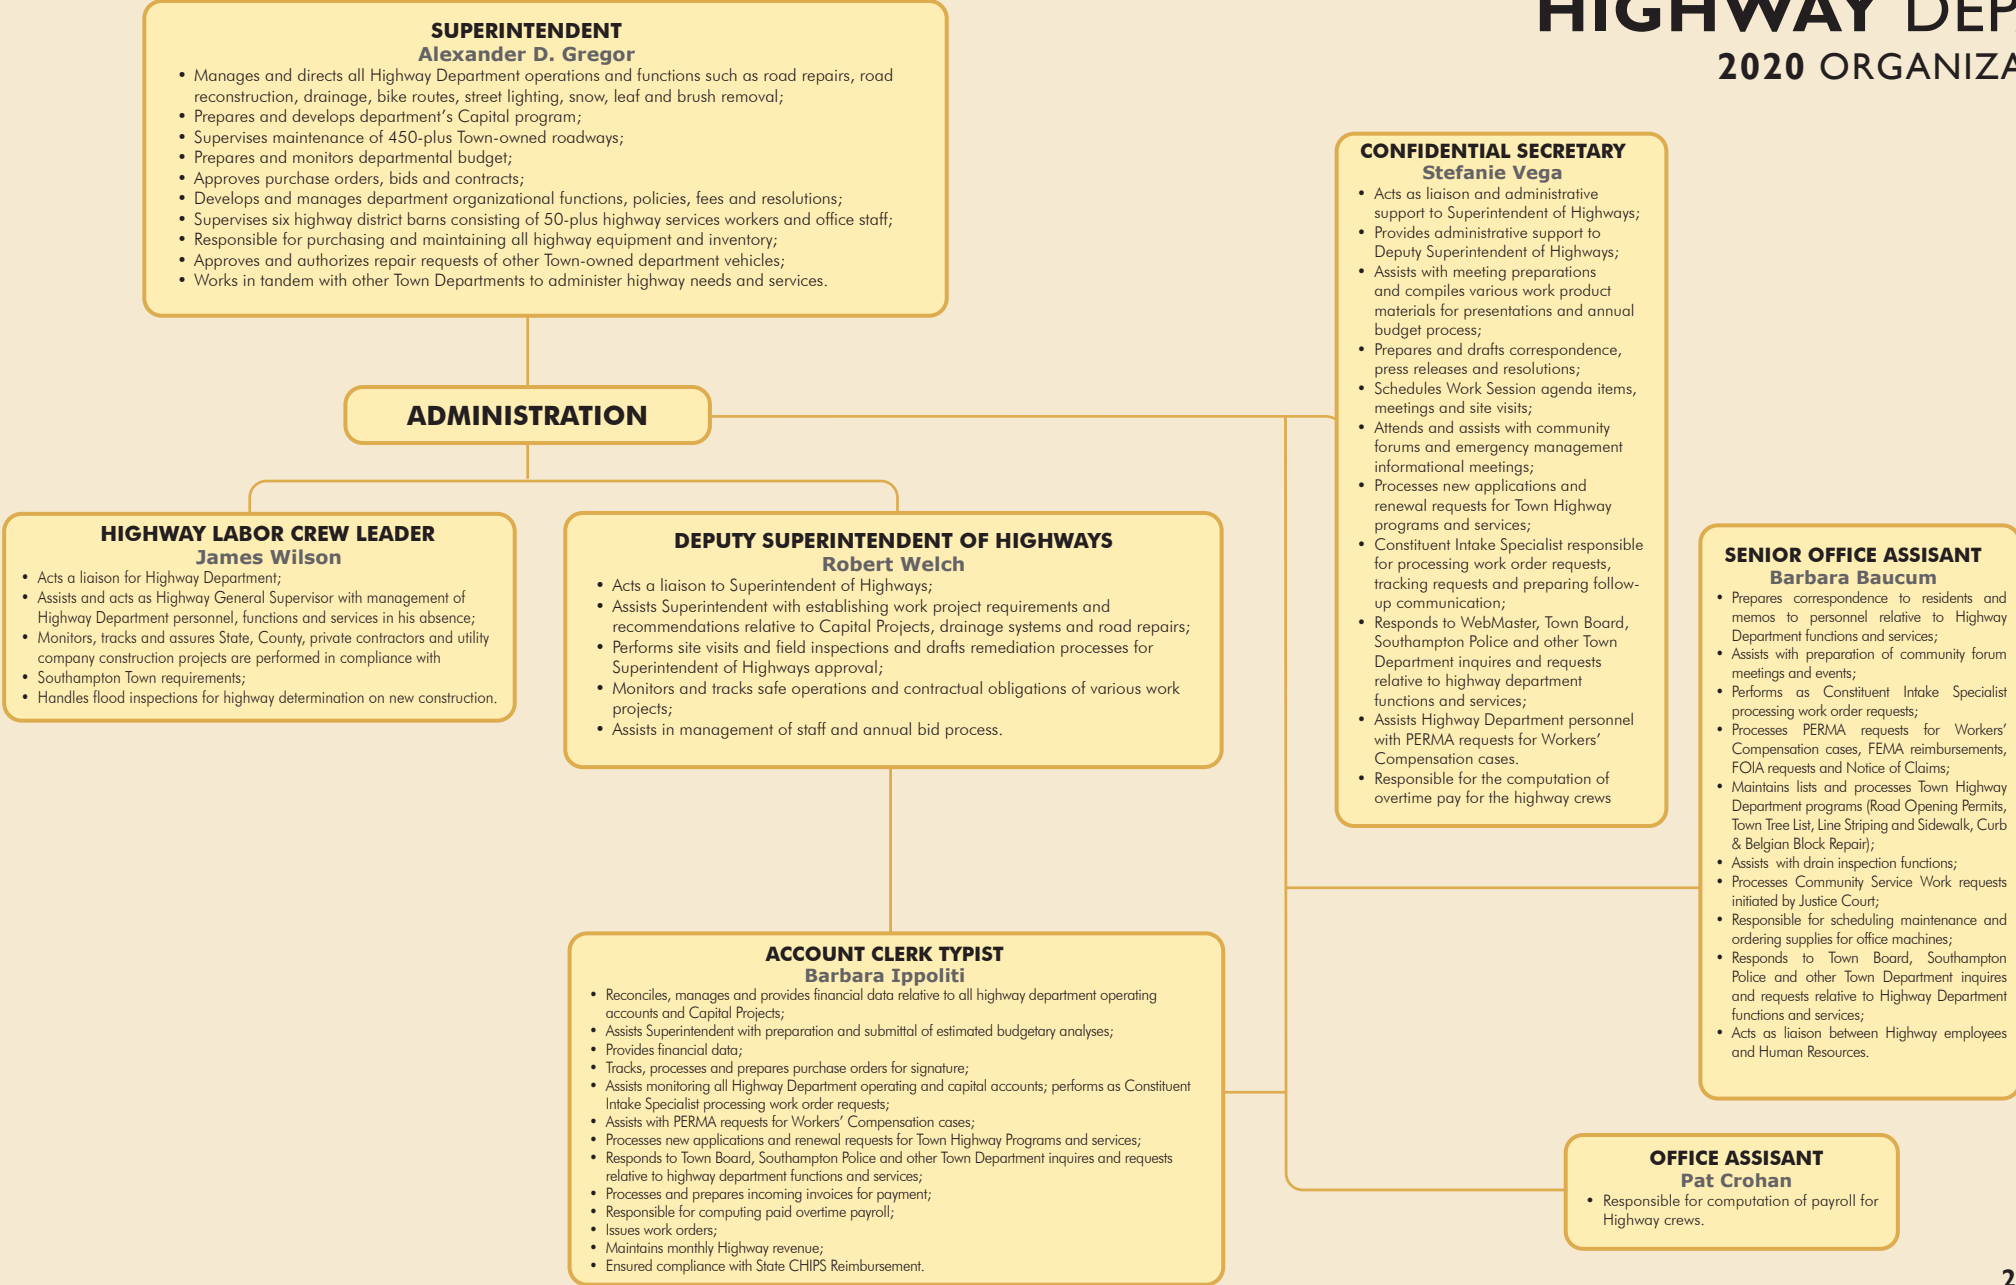 HIGHWAY DEPA
2020 ORGANIZA
SUPERINTENDENT
Alexander D. Gregor
• Manages and directs all Highway Department operations and functions such as road repairs, road
reconstruction, drainage, bike routes, street lighting, snow, leaf and brush removal;
• Prepares and develops department’s Capital program;
• Supervises maintenance of 450-plus Town-owned roadways;
• Prepares and monitors departmental budget;
• Approves purchase orders, bids and contracts;
• Develops and manages department organizational functions, policies, fees and resolutions;
• Supervises six highway district barns consisting of 50-plus highway services workers and office staff;
• Responsible for purchasing and maintaining all highway equipment and inventory;
• Approves and authorizes repair requests of other Town-owned department vehicles;
• Works in tandem with other Town Departments to administer highway needs and services.
ADMINISTRATION
HIGHWAY LABOR CREW LEADER
James Wilson
• Acts a liaison for Highway Department;
• Assists and acts as Highway General Supervisor with management of
Highway Department personnel, functions and services in his absence;
• Monitors, tracks and assures State, County, private contractors and utility
company construction projects are performed in compliance with
• Southampton Town requirements;
• Handles flood inspections for highway determination on new construction.
DEPUTY SUPERINTENDENT OF HIGHWAYS
Robert Welch
• Acts a liaison to Superintendent of Highways;
• Assists Superintendent with establishing work project requirements and
recommendations relative to Capital Projects, drainage systems and road repairs;
• Performs site visits and field inspections and drafts remediation processes for
Superintendent of Highways approval;
• Monitors and tracks safe operations and contractual obligations of various work
projects;
• Assists in management of staff and annual bid process.
CONFIDENTIAL SECRETARY
Stefanie Vega
• Acts as liaison and administrative
support to Superintendent of Highways;
• Provides administrative support to
Deputy Superintendent of Highways;
• Assists with meeting preparations
and compiles various work product
materials for presentations and annual
budget process;
• Prepares and drafts correspondence,
press releases and resolutions;
• Schedules Work Session agenda items,
meetings and site visits;
• Attends and assists with community
forums and emergency management
informational meetings;
• Processes new applications and
renewal requests for Town Highway
programs and services;
• Constituent Intake Specialist responsible
for processing work order requests,
tracking requests and preparing follow-
up communication;
• Responds to WebMaster, Town Board,
Southampton Police and other Town
Department inquires and requests
relative to highway department
functions and services;
• Assists Highway Department personnel
with PERMA requests for Workers’
Compensation cases.
• Responsible for the computation of
overtime pay for the highway crews
SENIOR OFFICE ASSISANT
Barbara Baucum
• Prepares correspondence to residents and
memos to personnel relative to Highway
Department functions and services;
• Assists with preparation of community forum
meetings and events;
• Performs as Constituent Intake Specialist
processing work order requests;
• Processes PERMA requests for Workers’
Compensation cases, FEMA reimbursements,
FOIA requests and Notice of Claims;
• Maintains lists and processes Town Highway
Department programs (Road Opening Permits,
Town Tree List, Line Striping and Sidewalk, Curb
& Belgian Block Repair);
• Assists with drain inspection functions;
• Processes Community Service Work requests
initiated by Justice Court;
• Responsible for scheduling maintenance and
ordering supplies for office machines;
• Responds to Town Board, Southampton
Police and other Town Department inquires
and requests relative to Highway Department
functions and services;
• Acts as liaison between Highway employees
and Human Resources.
ACCOUNT CLERK TYPIST
Barbara Ippoliti
• Reconciles, manages and provides financial data relative to all highway department operating
accounts and Capital Projects;
• Assists Superintendent with preparation and submittal of estimated budgetary analyses;
• Provides financial data;
• Tracks, processes and prepares purchase orders for signature;
• Assists monitoring all Highway Department operating and capital accounts; performs as Constituent
Intake Specialist processing work order requests;
• Assists with PERMA requests for Workers’ Compensation cases;
• Processes new applications and renewal requests for Town Highway Programs and services;
• Responds to Town Board, Southampton Police and other Town Department inquires and requests
relative to highway department functions and services;
• Processes and prepares incoming invoices for payment;
• Responsible for computing paid overtime payroll;
• Issues work orders;
• Maintains monthly Highway revenue;
• Ensured compliance with State CHIPS Reimbursement.
OFFICE ASSISANT
Pat Crohan
• Responsible for computation of payroll for
Highway crews.
2